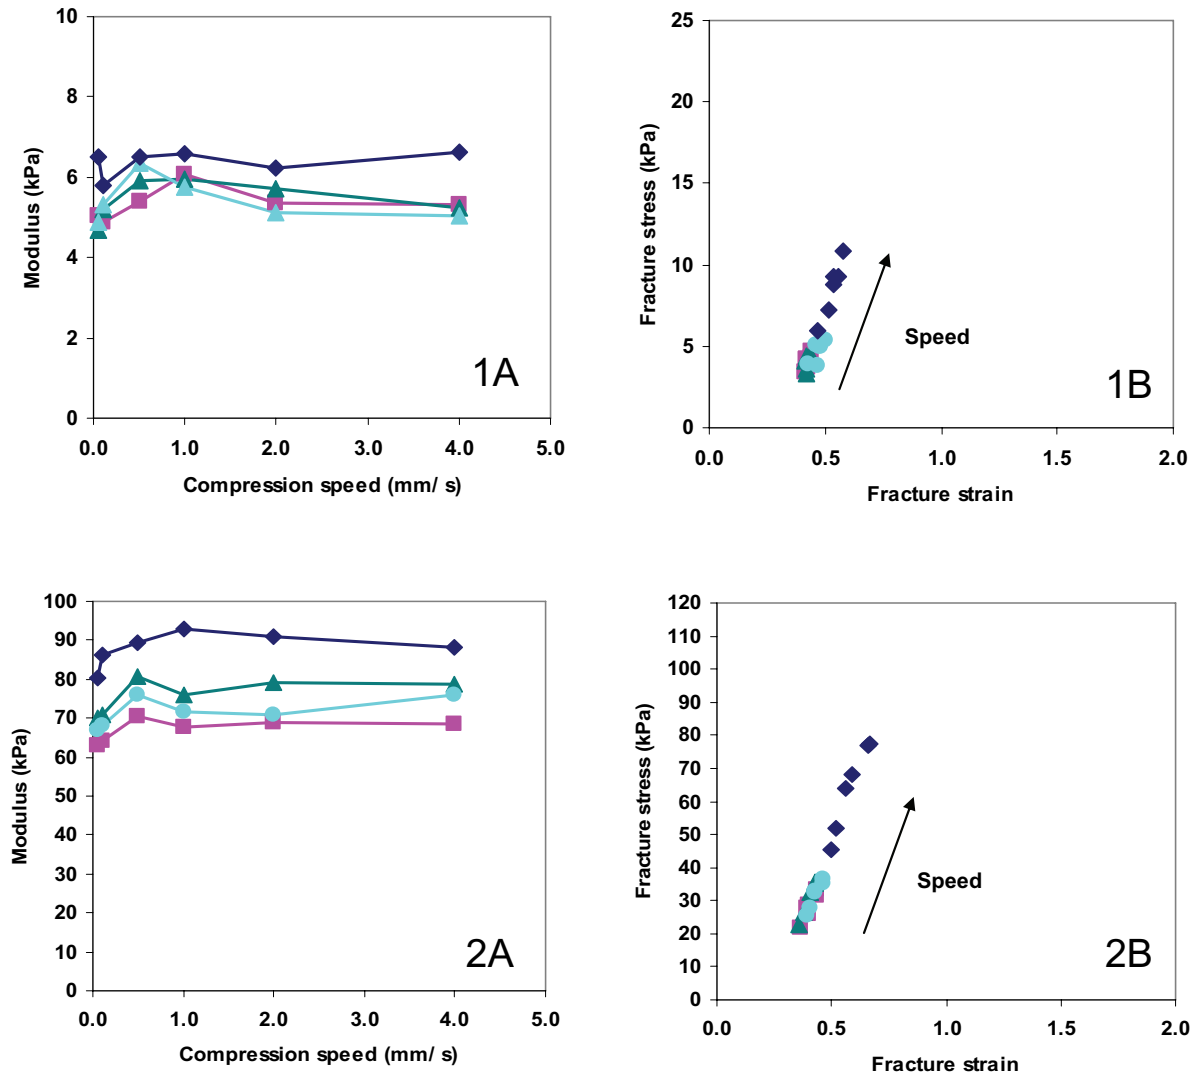 10
8
6
4
2
0
Modulus (kPa)
0.0 1.0 2.0 3.0 4.0 5.0
Compression speed (mm/ s)
1A
25
20
15
10
5
0
Fracture stress (kPa)
Speed
1B
0.0 0.5 1.0 1.5 2.0
Fracture strain
100
90
80
70
60
50
40
30
20
10
0
Modulus (kPa)
2A
0.0 1.0 2.0 3.0 4.0 5.0
Compression speed (mm/ s)
120
110
100
90
80
70
60
50
40
30
20
10
0
Fracture stress (kPa)
Speed
2B
0.0 0.5 1.0 1.5 2.0
Fracture strain